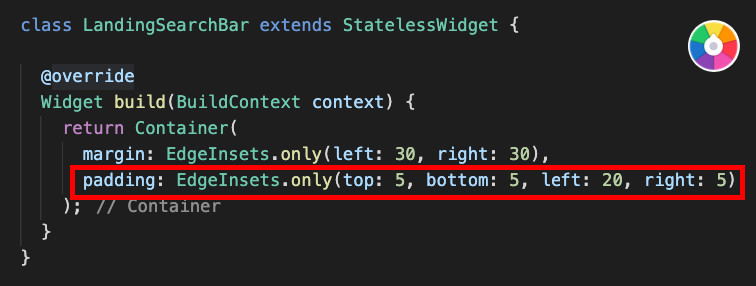 class LandingSearchBar extends StatelessWidget {
@override
Widget build(BuildContext context) {
return Container(
margin: EdgeInsets.only(left: 30, right: 30),
padding: EdgeInsets.only(top: 5, bottom: 5, left: 20, right: 5)
); // Container
}
}